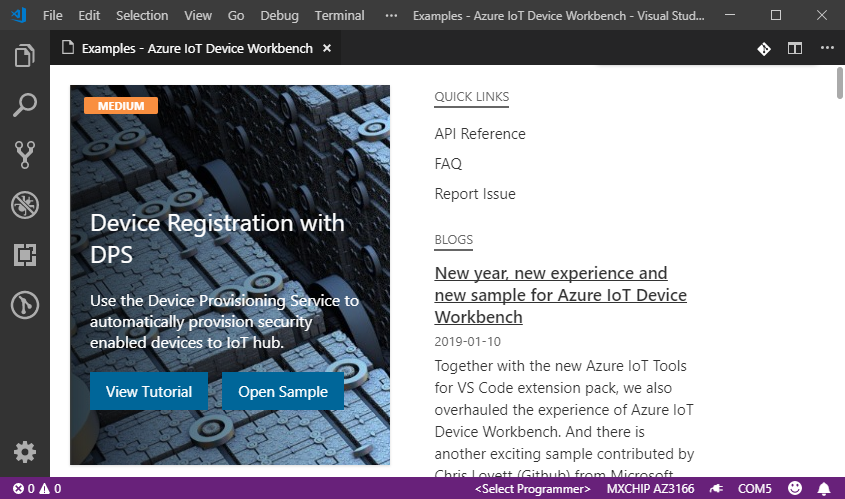 File Edit Selection View Go Debug Terminal ··· Examples - Azure IoT Device Workbench - Visual Stud...
Examples - Azure IoT Device Workbench
MEDIUM
Device Registration with
DPS
Use the Device Provisioning Service to
automatically provision security
enabled devices to IoT hub.
View Tutorial Open Sample
QUICK LINKS
API Reference
FAQ
Report Issue
BLOGS
New year, new experience and
new sample for Azure IoT Device
Workbench
2019-01-10
Together with the new Azure IoT Tools
for VS Code extension pack, we also
overhauled the experience of Azure IoT
Device Workbench. And there is
another exciting sample contributed by
Chris Lovett (Github) from Microsoft
0 0 <Select Programmer> MXCHIP AZ3166 COM5